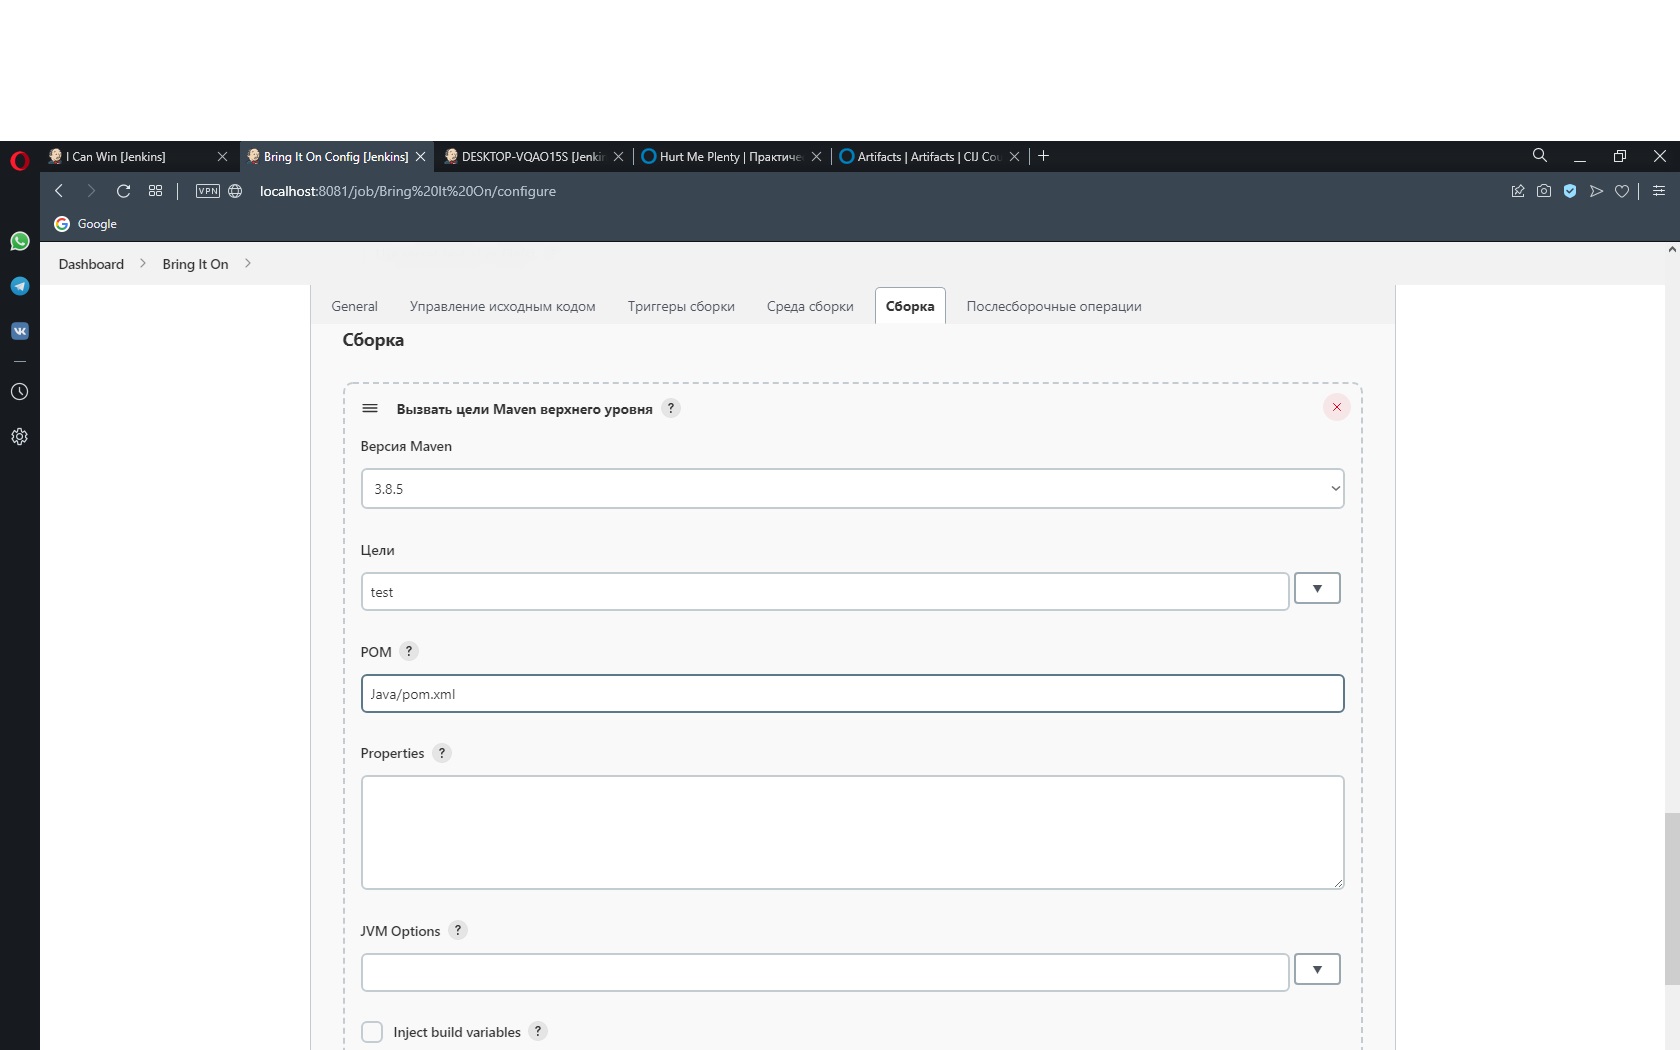 I Can Win [Jenkins]
Bring It On Config [Jenkins]
DESKTOP-VQAO15S [Jenki
Hurt Me Plenty | Практиче
Artifacts | Artifacts | CIJ Cou
VPN
localhost:8081/job/Bring%20It%20On/configure
Google
Dashboard
Bring It On
General
Управление исходным кодом
Триггеры сборки
Среда сборки
Сборка
Послесборочные операции
Сборка
Вызвать цели Maven верхнего уровня ?
Версия Maven
3.8.5
Цели
test
POM ?
Java/pom.xml
Properties ?
JVM Options ?
Inject build variables ?